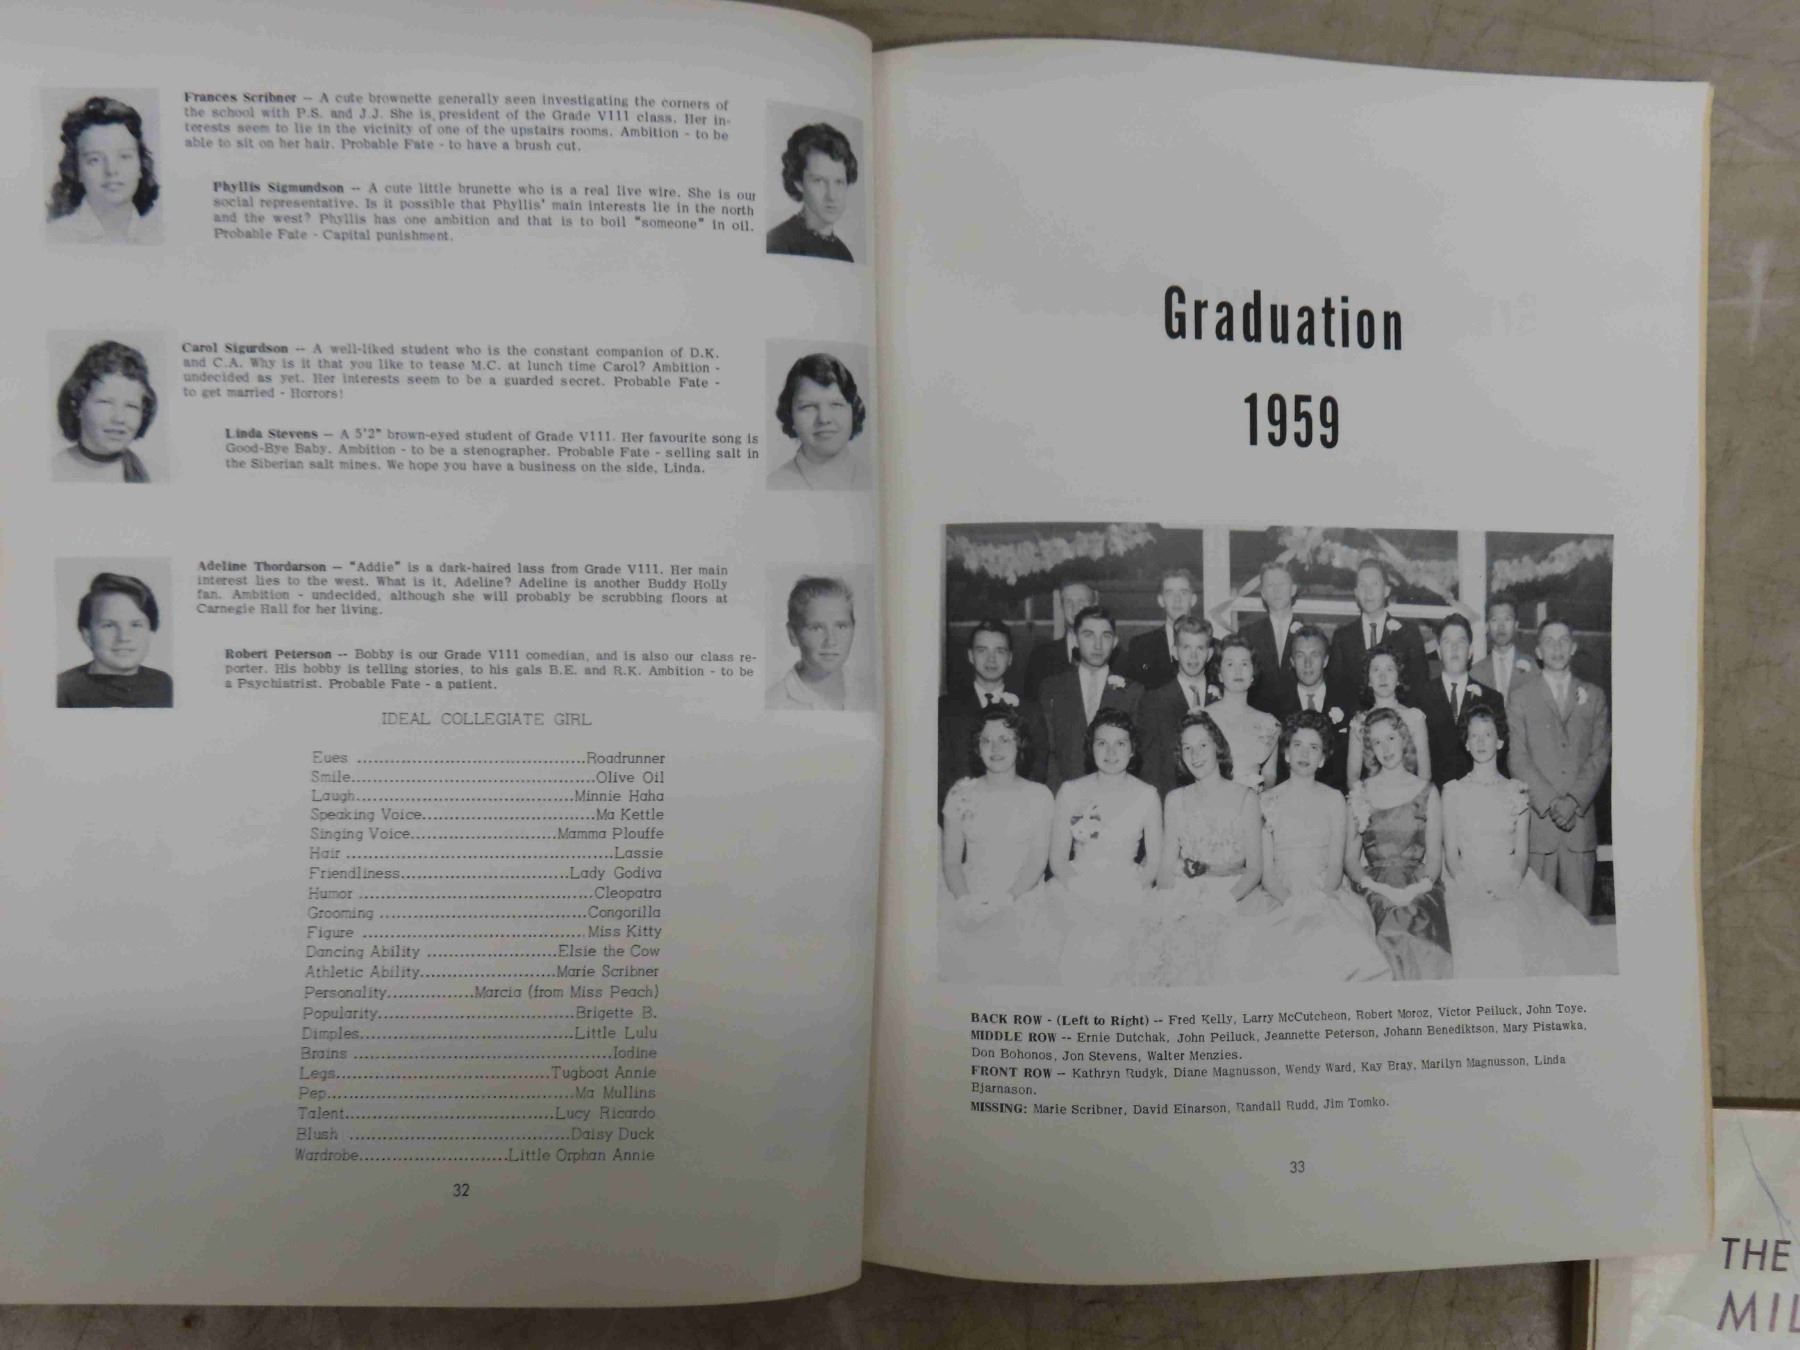 Frances Scribner -- A cute brownette generally seen investigating the corners of
the school with P.S. and J.J. She is president of the Grade V111 class. Her in-
terests seem to lie in the vicinity of one of the upstairs rooms. Ambition - to be
able to sit on her hair. Probable Fate - to have a brush cut.
Phyllis Sigmundson -- A cute little brunette who is a real live wire. She is our
social representative. Is it possible that Phyllis' main interests lie in the north
and the west? Phyllis has one ambition and that is to boil "someone" in oil.
Probable Fate - Capital punishment.
Carol Sigurdson -- A well-liked student who is the constant companion of D.K.
and C.A. Why is it that you like to tease M.C. at lunch time Carol? Ambition -
undecided as yet. Her interests seem to be a guarded secret. Probable Fate -
to get married - Horrors!
Linda Stevens -- A 5'2" brown-eyed student of Grade V111. Her favourite song is
Good-Bye Baby. Ambition - to be a stenographer. Probable Fate - selling salt in
the Siberian salt mines. We hope you have a business on the side, Linda.
Adeline Thordarson -- "Addie" is a dark-haired lass from Grade V111. Her main
interest lies to the west. What is it, Adeline? Adeline is another Buddy Holly
fan. Ambition - undecided, although she will probably be scrubbing floors at
Carnegie Hall for her living.
Robert Peterson -- Bobby is our Grade V111 comedian, and is also our class re-
porter. His hobby is telling stories, to his gals B.E. and R.K. Ambition - to be
a Psychiatrist. Probable Fate - a patient.
IDEAL COLLEGIATE GIRL
Eues ........................................Roadrunner
Smile...........................................Olive Oil
Laugh......................................Minnie Haha
Speaking Voice..............................Ma Kettle
Singing Voice.........................Mamma Plouffe
Hair ..............................................Lassie
Friendliness.............................Lady Godiva
Humor ........................................Cleopatra
Grooming ....................................Congorilla
Figure .......................................Miss Kitty
Dancing Ability .......................Elsie the Cow
Athletic Ability.......................Marie Scribner
Personality...............Marcia (from Miss Peach)
Popularity..................................Brigette B.
Dimples.....................................Little Lulu
Brains .............................................Iodine
Legs.....................................Tugboat Annie
Pep...........................................Ma Mullins
Talent....................................Lucy Ricardo
Blush ......................................Daisy Duck
Wardrobe..........................Little Orphan Annie
32
Graduation
1959
BACK ROW - (Left to Right) -- Fred Kelly, Larry McCutcheon, Robert Moroz, Victor Peiluck, John Toye.
MIDDLE ROW -- Ernie Dutchak, John Peiluck, Jeannette Peterson, Johann Benediktson, Mary Pistawka,
Don Bohonos, Jon Stevens, Walter Menzies.
FRONT ROW -- Kathryn Rudyk, Diane Magnusson, Wendy Ward, Kay Bray, Marilyn Magnusson, Linda
Bjarnason.
MISSING: Marie Scribner, David Einarson, Randall Rudd, Jim Tomko.
33
THE
MIL